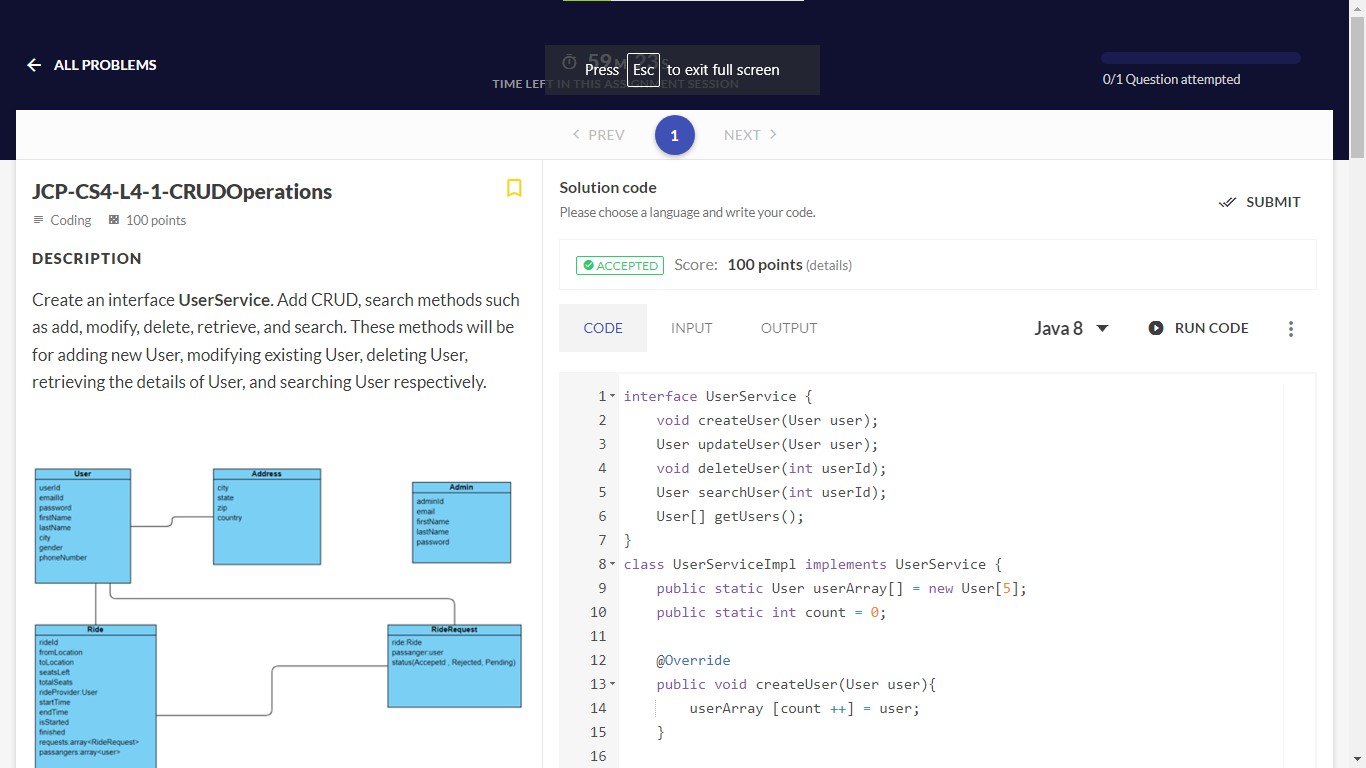 ALL PROBLEMS
59M 23S
Press Esc to exit full screen
TIME LEFT IN THIS ASSIGNMENT SESSION
0/1 Question attempted
PREV 1 NEXT
JCP-CS4-L4-1-CRUDOperations
Coding 100 points
DESCRIPTION
Create an interface UserService. Add CRUD, search methods such
as add, modify, delete, retrieve, and search. These methods will be
for adding new User, modifying existing User, deleting User,
retrieving the details of User, and searching User respectively.
User
userId
emailId
password
firstName
lastName
city
gender
phoneNumber
Address
city
state
zip
country
Admin
adminId
email
firstName
lastName
password
Ride
rideId
fromLocation
toLocation
seatsLeft
totalSeats
rideProvider:User
startTime
endTime
isStarted
finished
requests:array<RideRequest>
passangers:array<user>
RideRequest
ride:Ride
passanger:user
status(Accepetd , Rejected, Pending)
Solution code
Please choose a language and write your code.
SUBMIT
ACCEPTED Score: 100 points (details)
CODE INPUT OUTPUT Java 8 RUN CODE
1 interface UserService {
2 void createUser(User user);
3 User updateUser(User user);
4 void deleteUser(int userId);
5 User searchUser(int userId);
6 User[] getUsers();
7 }
8 class UserServiceImpl implements UserService {
9 public static User userArray[] = new User[5];
10 public static int count = 0;
11
12 @Override
13 public void createUser(User user){
14 userArray [count ++] = user;
15 }
16